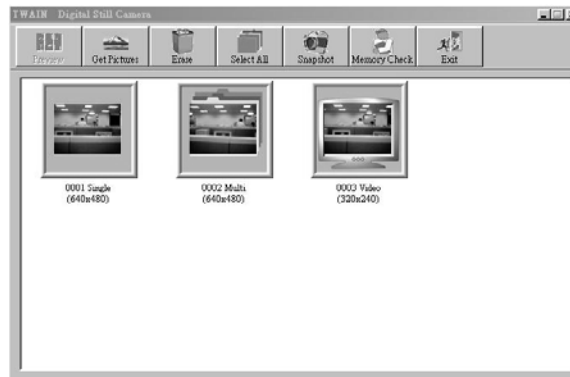 TWAIN Digital Still Camera
Preview Get Pictures Erase Select All Snapshot Memory Check Exit
0001 Single 0002 Multi 0003 Video
(640x480) (640x480) (320x240)